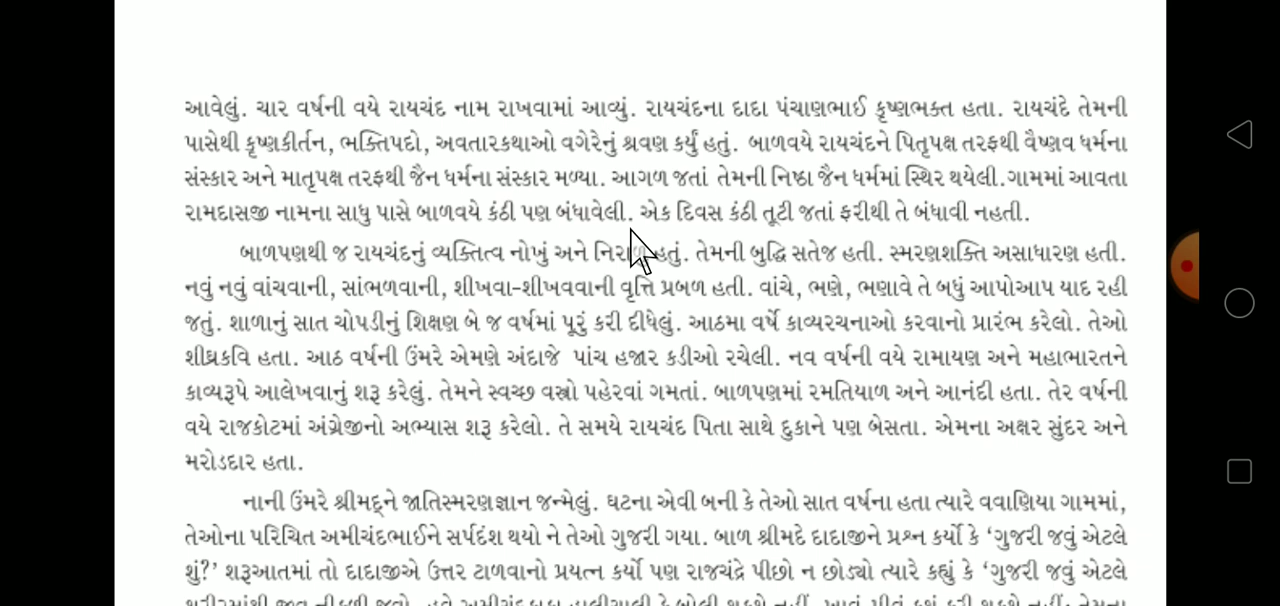 આવેલું. ચાર વર્ષની વયે રાયચંદ નામ રાખવામાં આવ્યું. રાયચંદના દાદા પંચાણભાઈ કૃષ્ણભક્ત હતા. રાયચંદે તેમની
પાસેથી કૃષ્ણકીર્તન, ભક્તિપદો, અવતારકથાઓ વગેરેનું શ્રવણ કર્યું હતું. બાળવયે રાયચંદને પિતૃપક્ષ તરફથી વૈષ્ણવ ધર્મના
સંસ્કાર અને માતૃપક્ષ તરફથી જૈન ધર્મના સંસ્કાર મળ્યા. આગળ જતાં તેમની નિષ્ઠા જૈન ધર્મમાં સ્થિર થયેલી.ગામમાં આવતા
રામદાસજી નામના સાધુ પાસે બાળવયે કંઠી પણ બંધાવેલી. એક દિવસ કંઠી તૂટી જતાં ફરીથી તે બંધાવી નહતી.
બાળપણથી જ રાયચંદનું વ્યક્તિત્વ નોખું અને નિરાળું હતું. તેમની બુદ્ધિ સતેજ હતી. સ્મરણશક્તિ અસાધારણ હતી.
નવું નવું વાંચવાની, સાંભળવાની, શીખવા-શીખવવાની વૃત્તિ પ્રબળ હતી. વાંચે, ભણે, ભણાવે તે બધું આપોઆપ યાદ રહી
જતું. શાળાનું સાત ચોપડીનું શિક્ષણ બે જ વર્ષમાં પૂરું કરી દીધેલું. આઠમા વર્ષે કાવ્યરચનાઓ કરવાનો પ્રારંભ કરેલો. તેઓ
શીઘ્રકવિ હતા. આઠ વર્ષની ઉંમરે એમણે અંદાજે પાંચ હજાર કડીઓ રચેલી. નવ વર્ષની વયે રામાયણ અને મહાભારતને
કાવ્યરૂપે આલેખવાનું શરૂ કરેલું. તેમને સ્વચ્છ વસ્ત્રો પહેરવાં ગમતાં. બાળપણમાં રમતિયાળ અને આનંદી હતા. તેર વર્ષની
વયે રાજકોટમાં અંગ્રેજીનો અભ્યાસ શરૂ કરેલો. તે સમયે રાયચંદ પિતા સાથે દુકાને પણ બેસતા. એમના અક્ષર સુંદર અને
મરોડદાર હતા.
નાની ઉંમરે શ્રીમદ્ને જાતિસ્મરણજ્ઞાન જન્મેલું. ઘટના એવી બની કે તેઓ સાત વર્ષના હતા ત્યારે વવાણિયા ગામમાં,
તેઓના પરિચિત અમીચંદભાઈને સર્પદંશ થયો ને તેઓ ગુજરી ગયા. બાળ શ્રીમદે દાદાજીને પ્રશ્ન કર્યો કે ‘ગુજરી જવું એટલે
શું?’ શરૂઆતમાં તો દાદાજીએ ઉત્તર ટાળવાનો પ્રયત્ન કર્યો પણ રાજચંદ્રે પીછો ન છોડ્યો ત્યારે કહ્યું કે ‘ગુજરી જવું એટલે